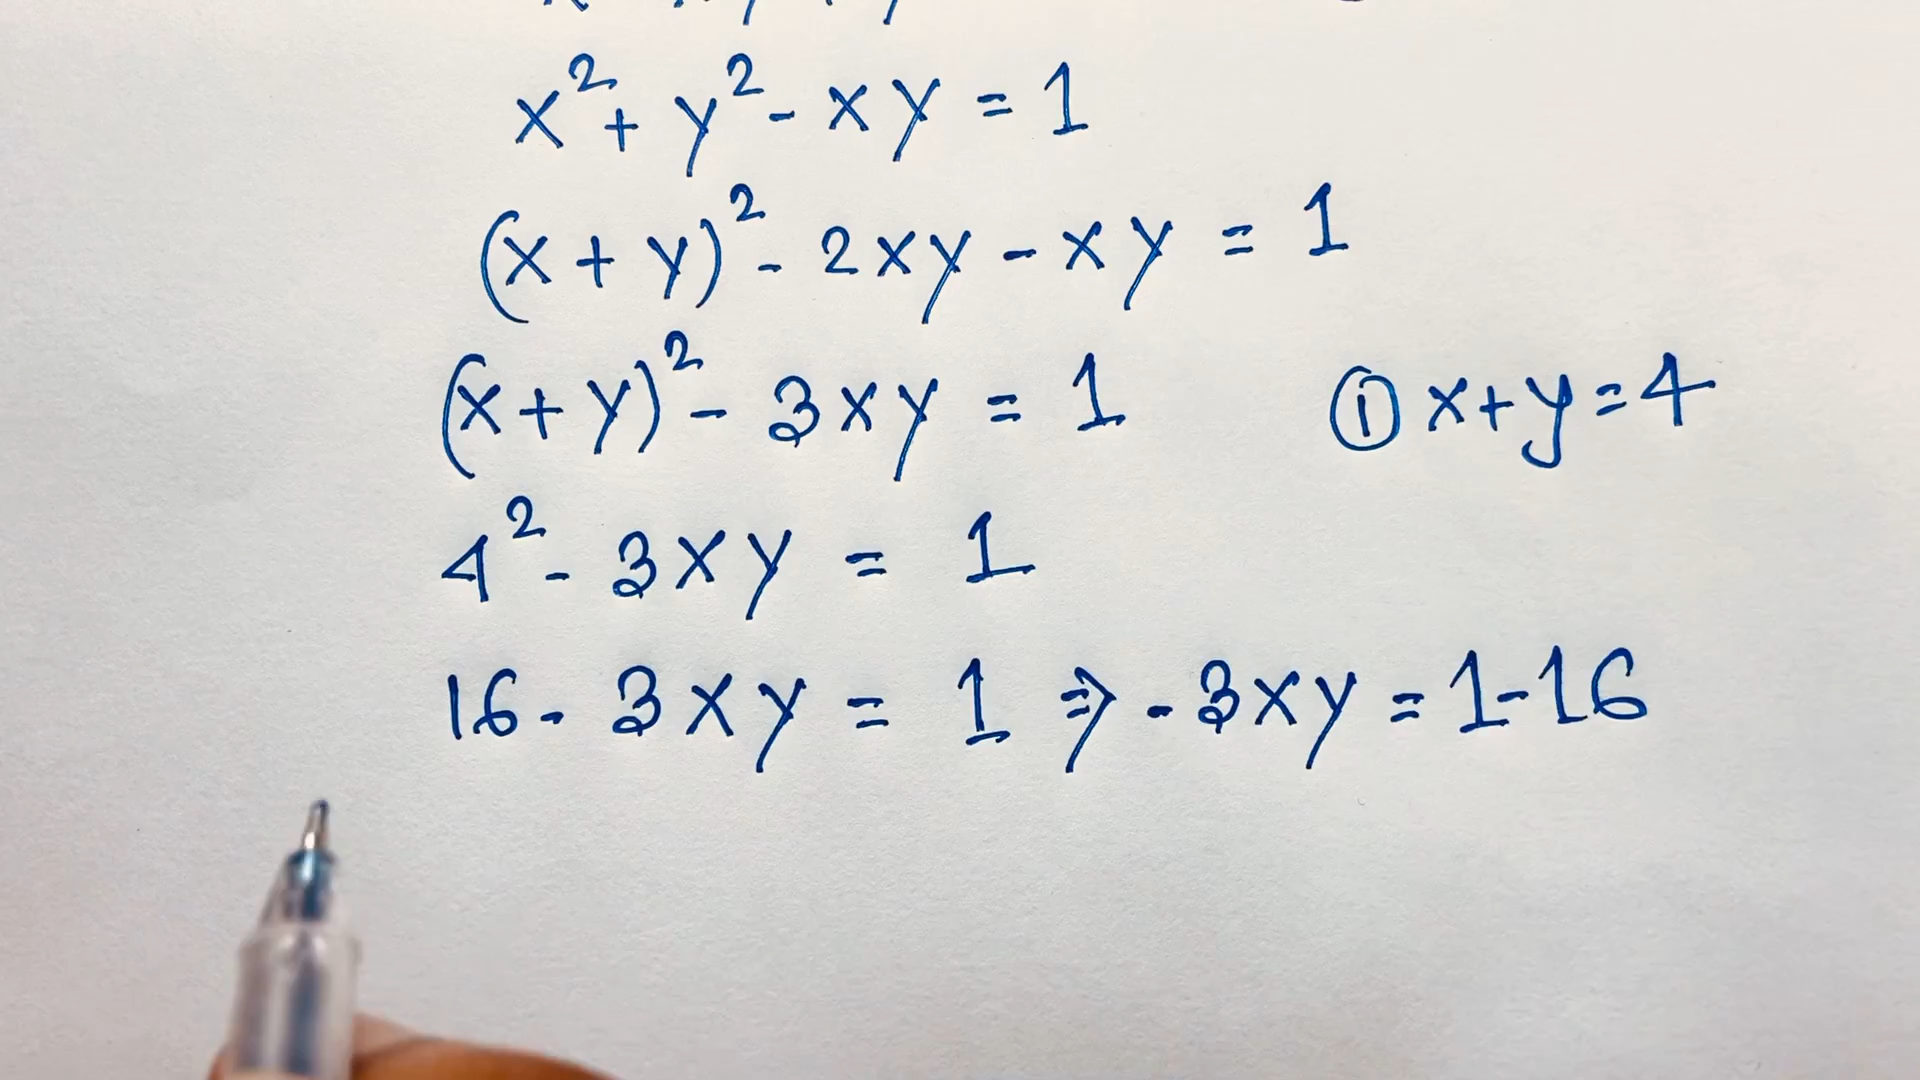 x² + y² - xy = 1
(x + y)² - 2xy - xy = 1
(x+y)² - 3xy = 1 ① x+y=4
4² - 3xy = 1
16 - 3xy = 1 ⇒ -3xy = 1-16